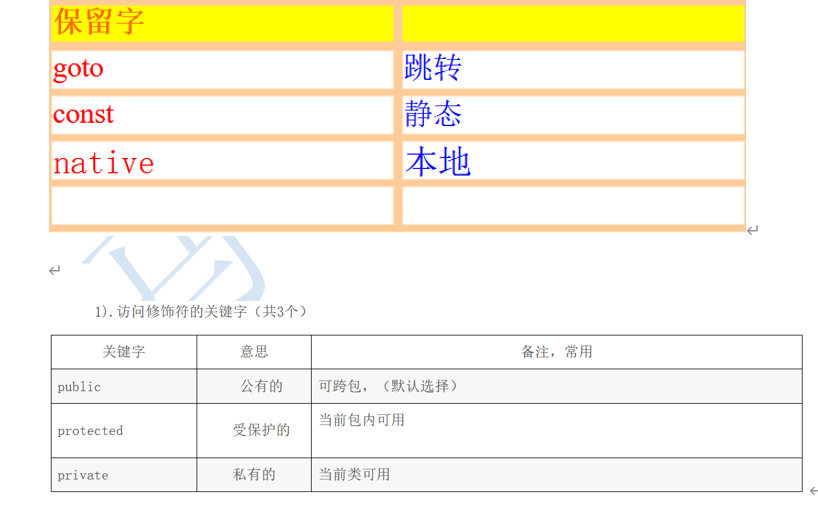 保留字
goto 跳转
const 静态
native 本地
1).访问修饰符的关键字（共3个）
关键字 意思 备注，常用
public 公有的 可跨包，（默认选择）
protected 受保护的 当前包内可用
private 私有的 当前类可用